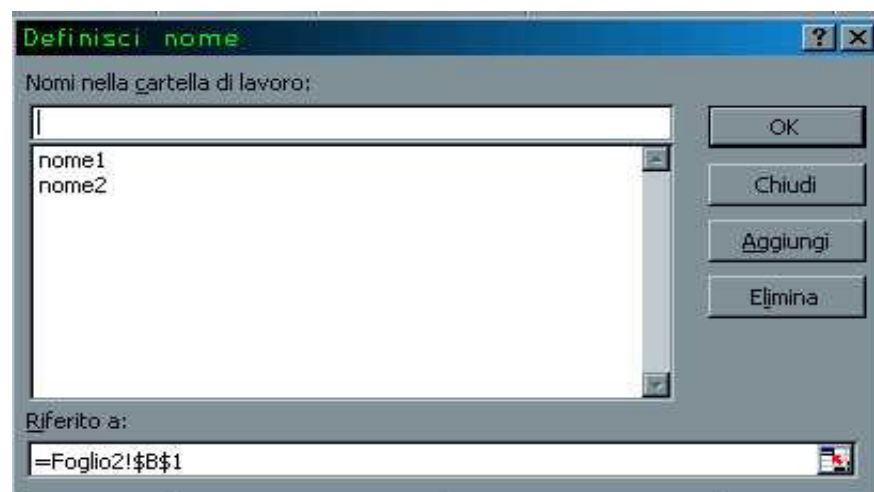 Definisci nome
Nomi nella cartella di lavoro:
OK
nome1
nome2
Chiudi
Aggiungi
Elimina
Riferito a:
=Foglio2!$B$1